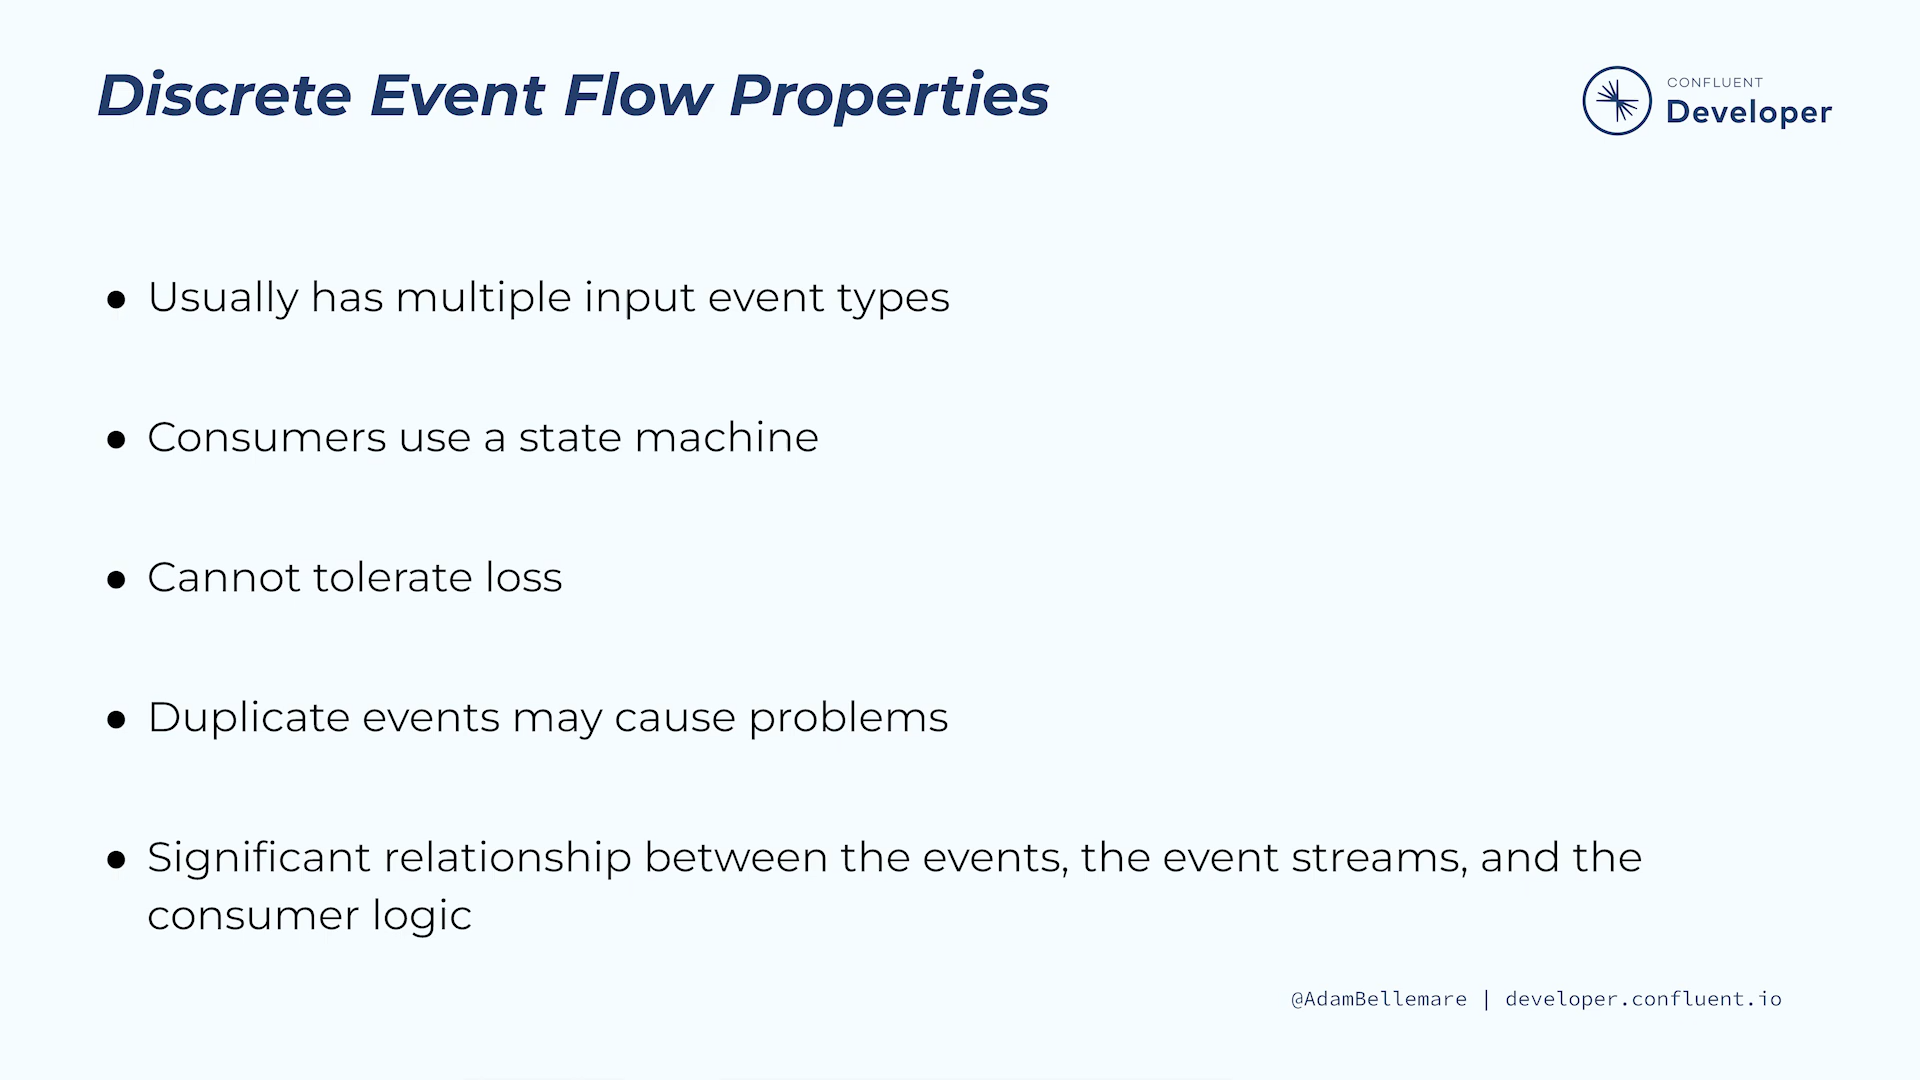 Discrete Event Flow Properties
CONFLUENT
Developer
● Usually has multiple input event types
● Consumers use a state machine
● Cannot tolerate loss
● Duplicate events may cause problems
● Significant relationship between the events, the event streams, and the
consumer logic
@AdamBellemare | developer.confluent.io